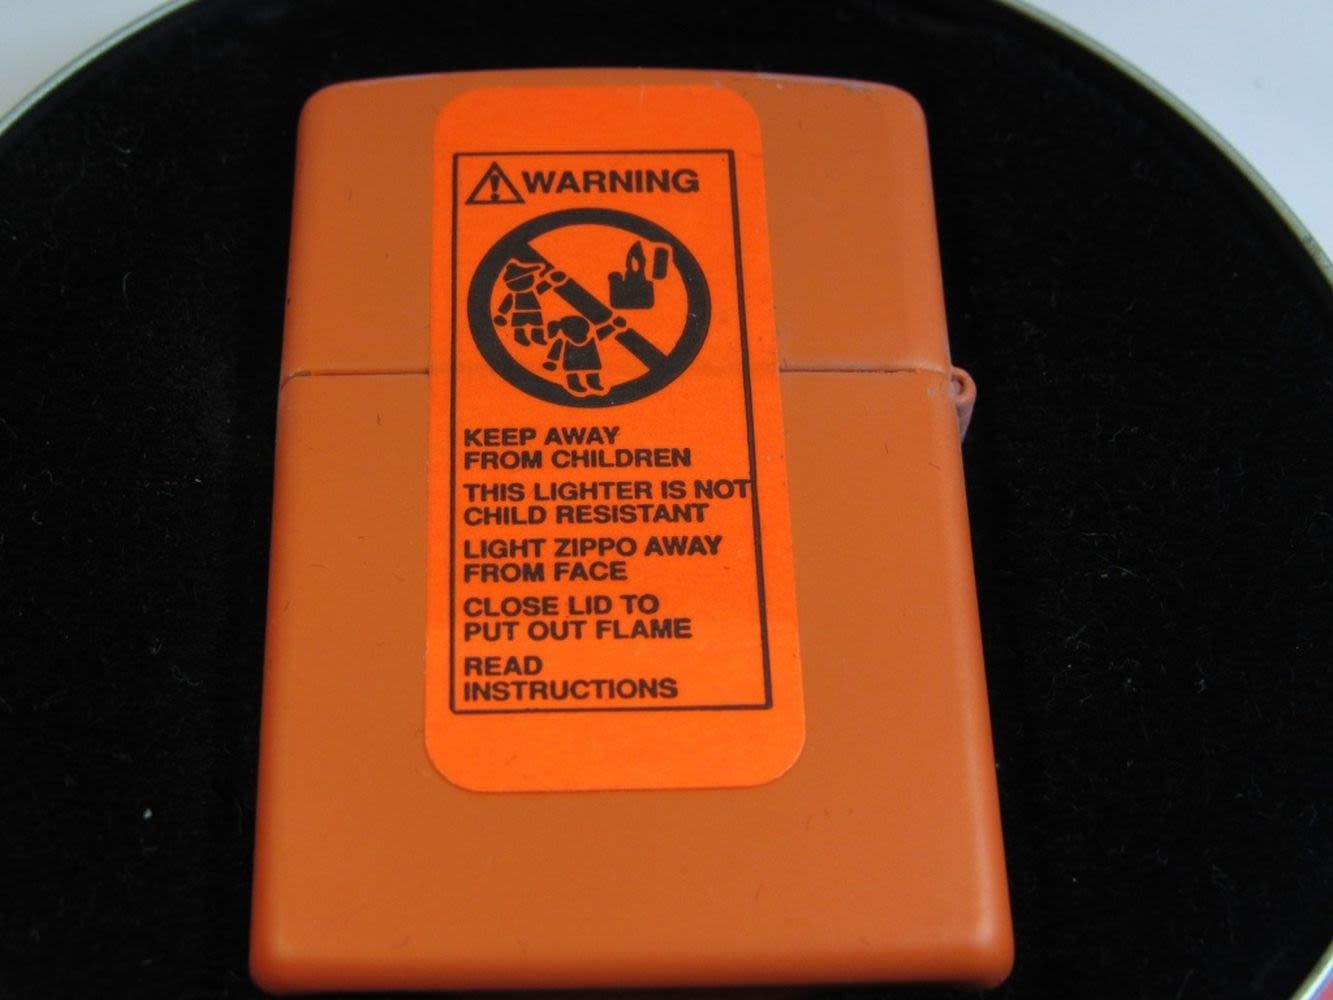 WARNING
KEEP AWAY
FROM CHILDREN
THIS LIGHTER IS NOT
CHILD RESISTANT
LIGHT ZIPPO AWAY
FROM FACE
CLOSE LID TO
PUT OUT FLAME
READ
INSTRUCTIONS